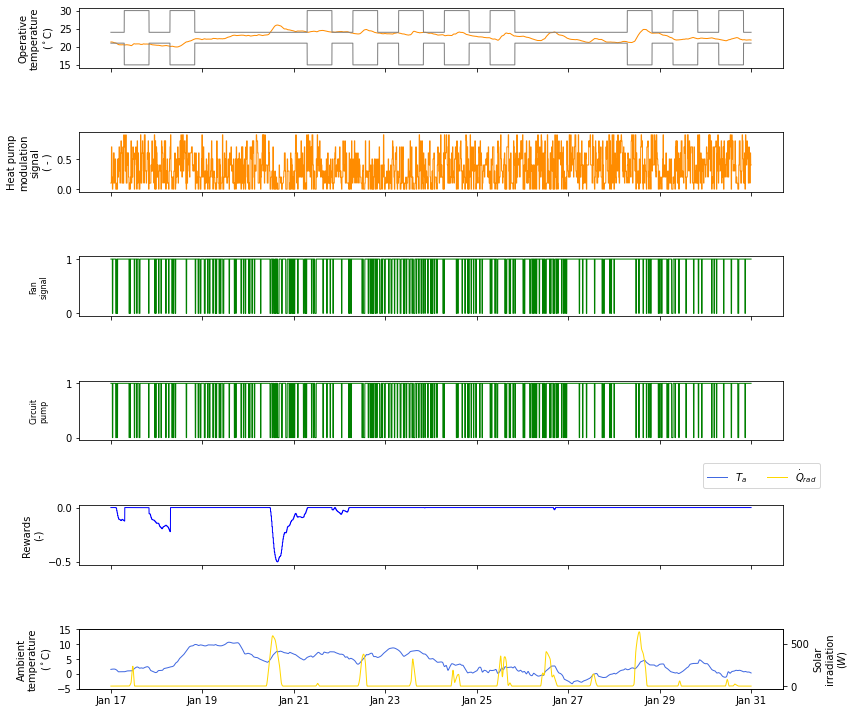 Operative
temperature
(°C)
30
25
20
15
Heat pump
modulation
signal
( - )
0.5
0.0
Fan
signal
1
0
Circuit
pump
1
0
T_a
Q̇_rad
Rewards
(-)
0.0
−0.5
Ambient
temperature
(°C)
15
10
5
0
−5
500
0
Solar
irradiation
(W)
Jan 17 Jan 19 Jan 21 Jan 23 Jan 25 Jan 27 Jan 29 Jan 31